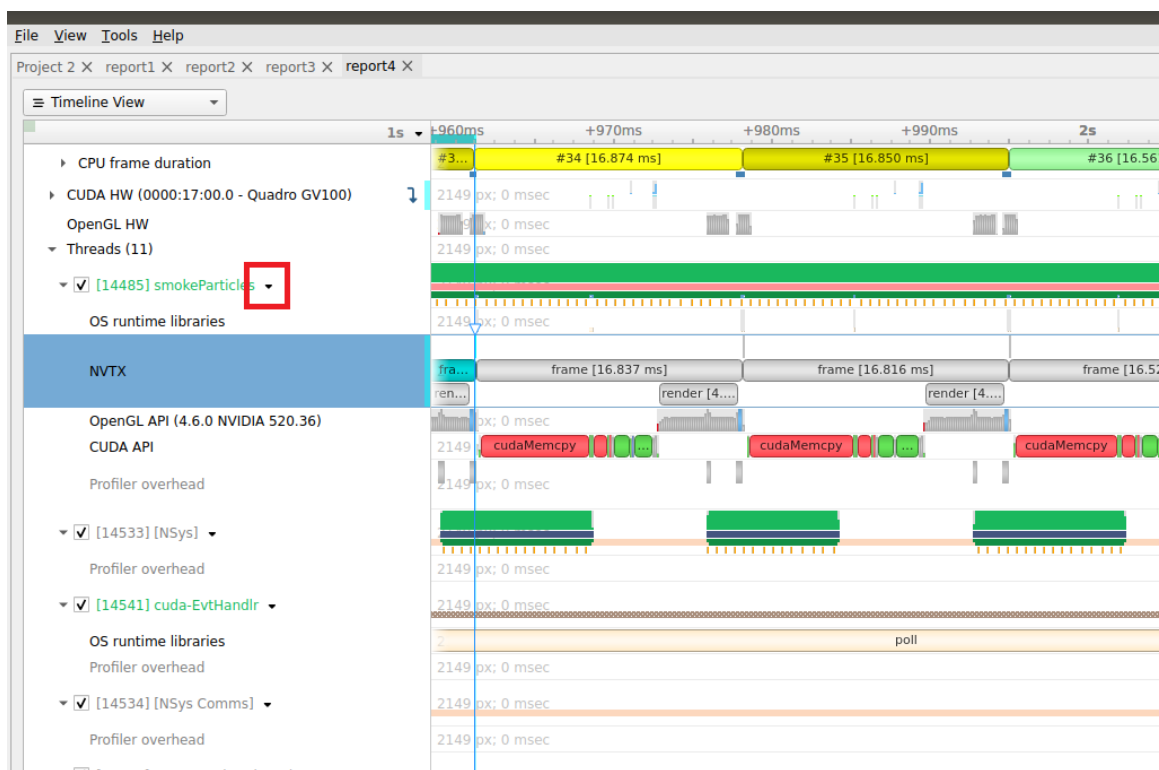 File View Tools Help
Project 2 report1 report2 report3 report4
Timeline View
1s +960ms +970ms +980ms +990ms 2s
CPU frame duration #3... #34 [16.874 ms] #35 [16.850 ms] #36 [16.56
CUDA HW (0000:17:00.0 - Quadro GV100) 2149 px; 0 msec
OpenGL HW px; 0 msec
Threads (11) 2149 px; 0 msec
[14485] smokeParticles
OS runtime libraries 2149 px; 0 msec
NVTX fra... frame [16.837 ms] frame [16.816 ms] frame [16.52
ren... render [4.... render [4....
OpenGL API (4.6.0 NVIDIA 520.36) px; 0 msec
CUDA API 2149 cudaMemcpy ... cudaMemcpy ... cudaMemcpy
Profiler overhead 2149 px; 0 msec
[14533] [NSys]
Profiler overhead 2149 px; 0 msec
[14541] cuda-EvtHandlr 2149 px; 0 msec
OS runtime libraries 2 poll
Profiler overhead 2149 px; 0 msec
[14534] [NSys Comms] 2149 px; 0 msec
Profiler overhead 2149 px; 0 msec